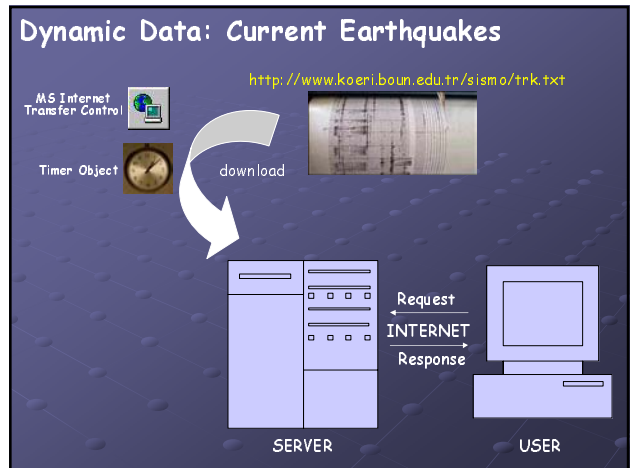 Dynamic Data: Current Earthquakes
http://www.koeri.boun.edu.tr/sismo/trk.txt
MS Internet
Transfer Control
Timer Object
download
Request
INTERNET
Response
SERVER
USER